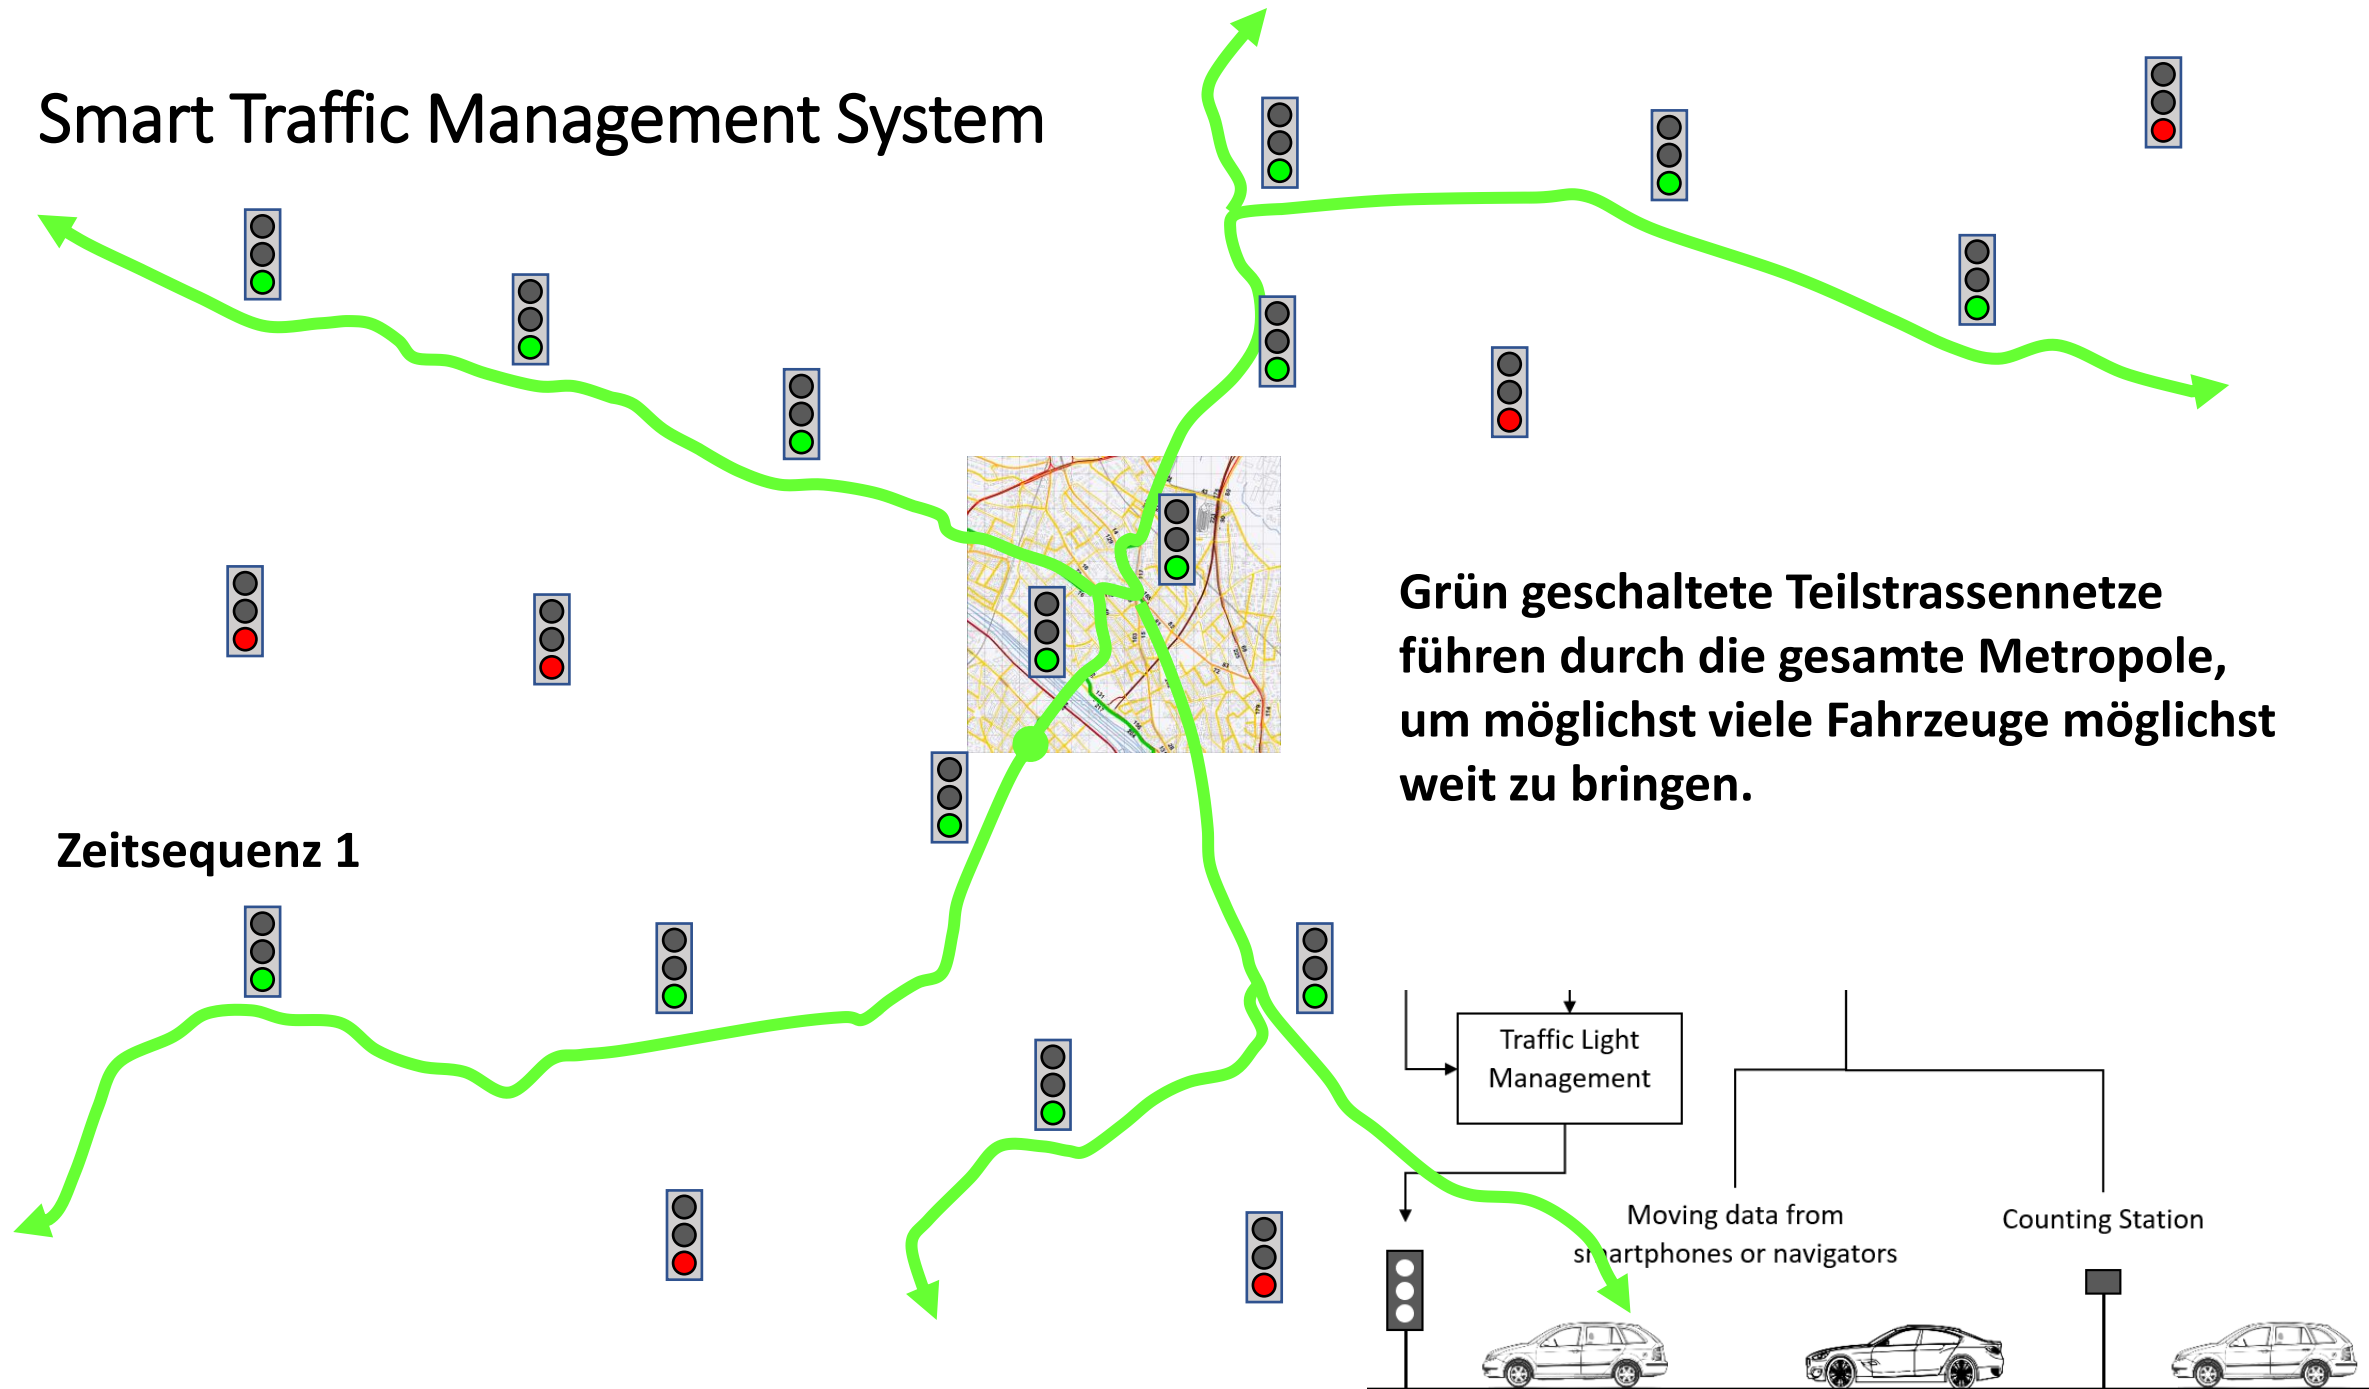 Smart Traffic Management System
Grün geschaltete Teilstrassennetze
führen durch die gesamte Metropole,
um möglichst viele Fahrzeuge möglichst
weit zu bringen.
Zeitsequenz 1
Traffic Light
Management
Moving data from
smartphones or navigators
Counting Station